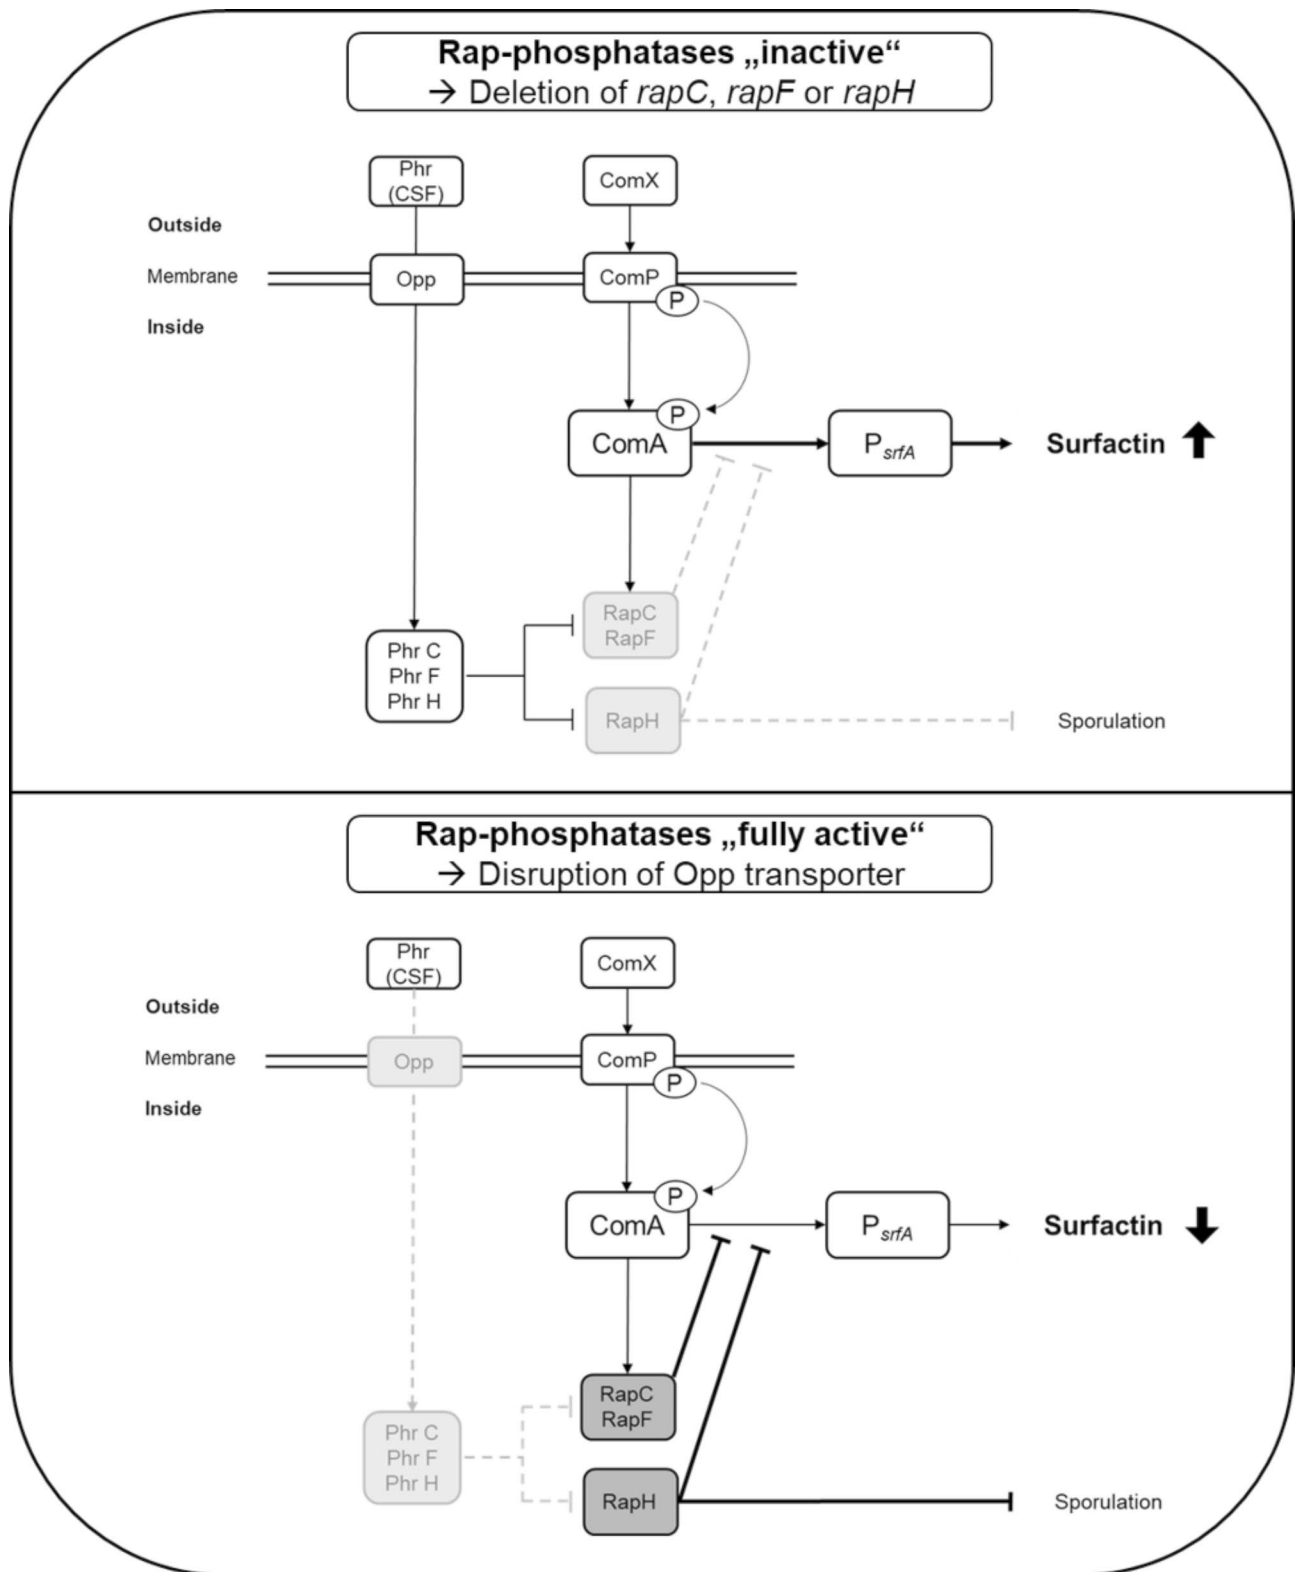 Rap-phosphatases „inactive“
→ Deletion of rapC, rapF or rapH
Phr
(CSF)
ComX
Outside
Membrane
Opp
ComP
P
Inside
P
ComA
PsrfA
Surfactin
RapC
RapF
Phr C
Phr F
Phr H
RapH
Sporulation
Rap-phosphatases „fully active“
→ Disruption of Opp transporter
Phr
(CSF)
ComX
Outside
Membrane
Opp
ComP
P
Inside
P
ComA
PsrfA
Surfactin
RapC
RapF
Phr C
Phr F
Phr H
RapH
Sporulation